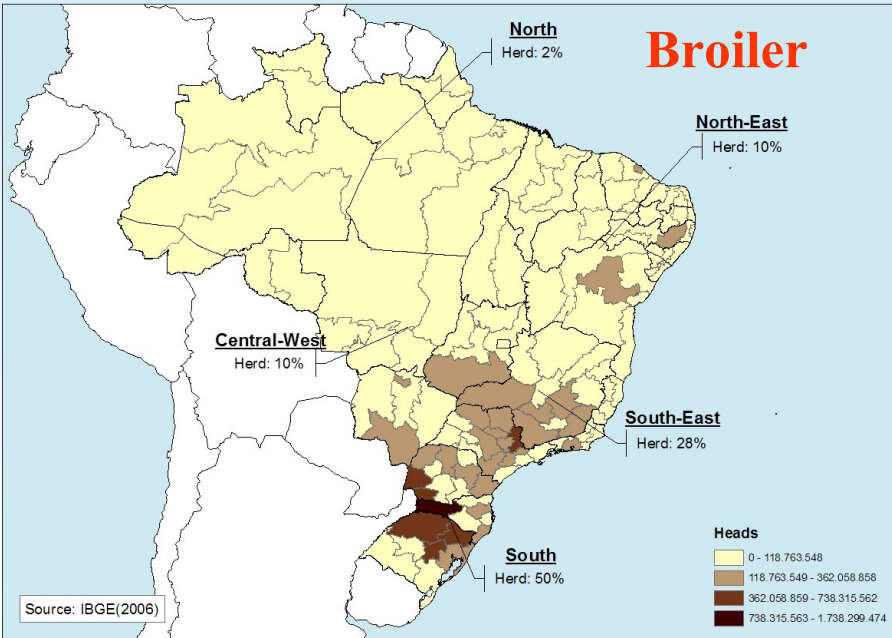 Broiler
North
Herd: 2%
North-East
Herd: 10%
Central-West
Herd: 10%
South-East
Herd: 28%
South
Herd: 50%
Heads
0 - 118.763.548
118.763.549 - 362.058.858
362.058.859 - 738.315.562
738.315.563 - 1.738.299.474
Source: IBGE(2006)